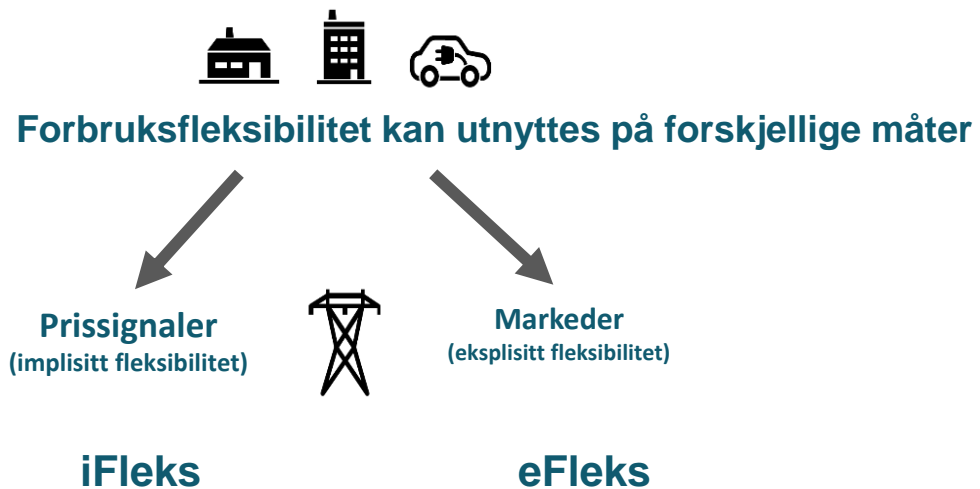 Forbruksfleksibilitet kan utnyttes på forskjellige måter
Prissignaler
(implisitt fleksibilitet)
Markeder
(eksplisitt fleksibilitet)
iFleks
eFleks